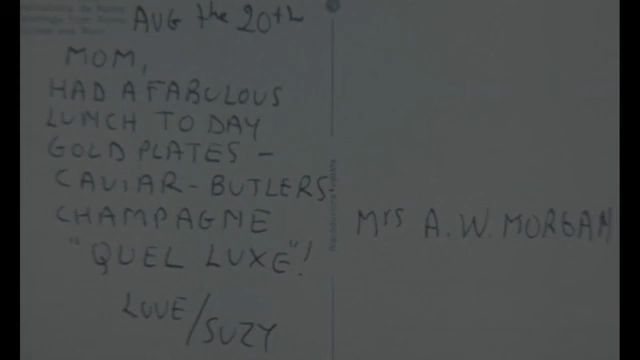 AUG the 20th
MOM,
HAD A FABULOUS
LUNCH TO DAY
GOLD PLATES -
CAVIAR - BUTLERS
CHAMPAGNE
"QUEL LUXE"!
LOVE/SUZY
Mrs A. W. MORGAN